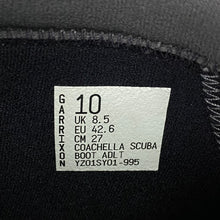 GARRIXON
10
UK 8.5
EU 42.6
CM 27
COACHELLA SCUBA
BOOT ADLT
YZ01SY01-995